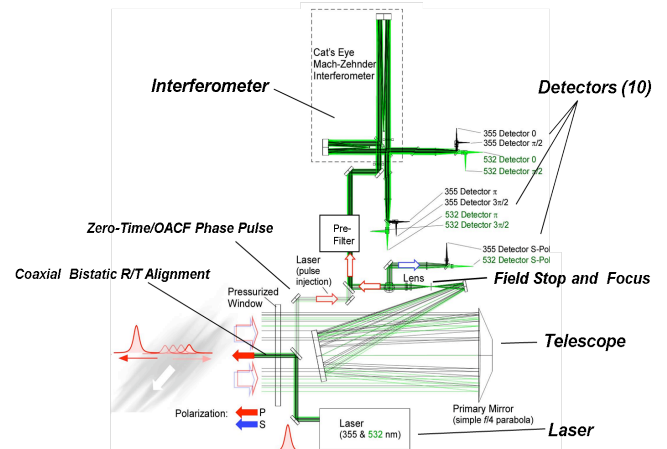 Cat's Eye
Mach-Zehnder
Interferometer
Interferometer
Detectors (10)
355 Detector 0
355 Detector π/2
532 Detector 0
532 Detector π/2
355 Detector π
355 Detector 3π/2
532 Detector π
532 Detector 3π/2
Pre-
Filter
Zero-Time/OACF Phase Pulse
355 Detector S-Pol
532 Detector S-Pol
Laser
(pulse
injection)
Lens
Field Stop and Focus
Coaxial Bistatic R/T Alignment
Pressurized
Window
Telescope
Polarization:
P
S
Primary Mirror
(simple f/4 parabola)
Laser
(355 & 532 nm)
Laser